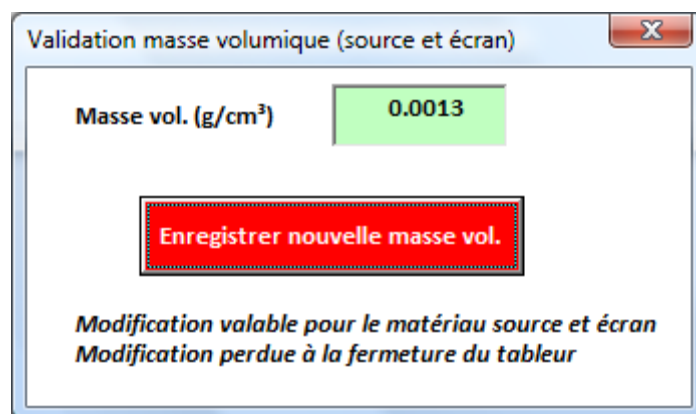 Validation masse volumique (source et écran)
Masse vol. (g/cm³) 0.0013
Enregistrer nouvelle masse vol.
Modification valable pour le matériau source et écran
Modification perdue à la fermeture du tableur